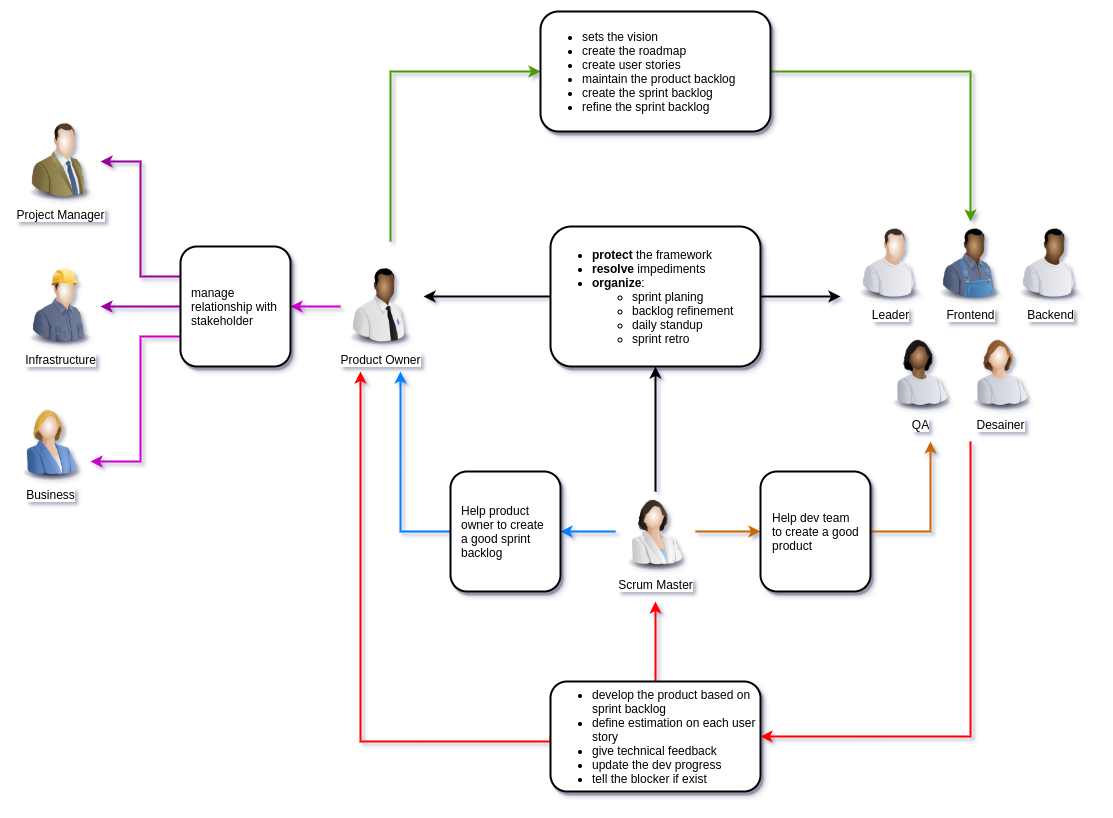 sets the vision
create the roadmap
create user stories
maintain the product backlog
create the sprint backlog
refine the sprint backlog
Project Manager
Infrastructure
Business
manage
relationship with
stakeholder
Product Owner
protect the framework
resolve impediments
organize:
sprint planing
backlog refinement
daily standup
sprint retro
Leader
Frontend
Backend
QA
Desainer
Help product
owner to create
a good sprint
backlog
Scrum Master
Help dev team
to create a good
product
develop the product based on
sprint backlog
define estimation on each user
story
give technical feedback
update the dev progress
tell the blocker if exist